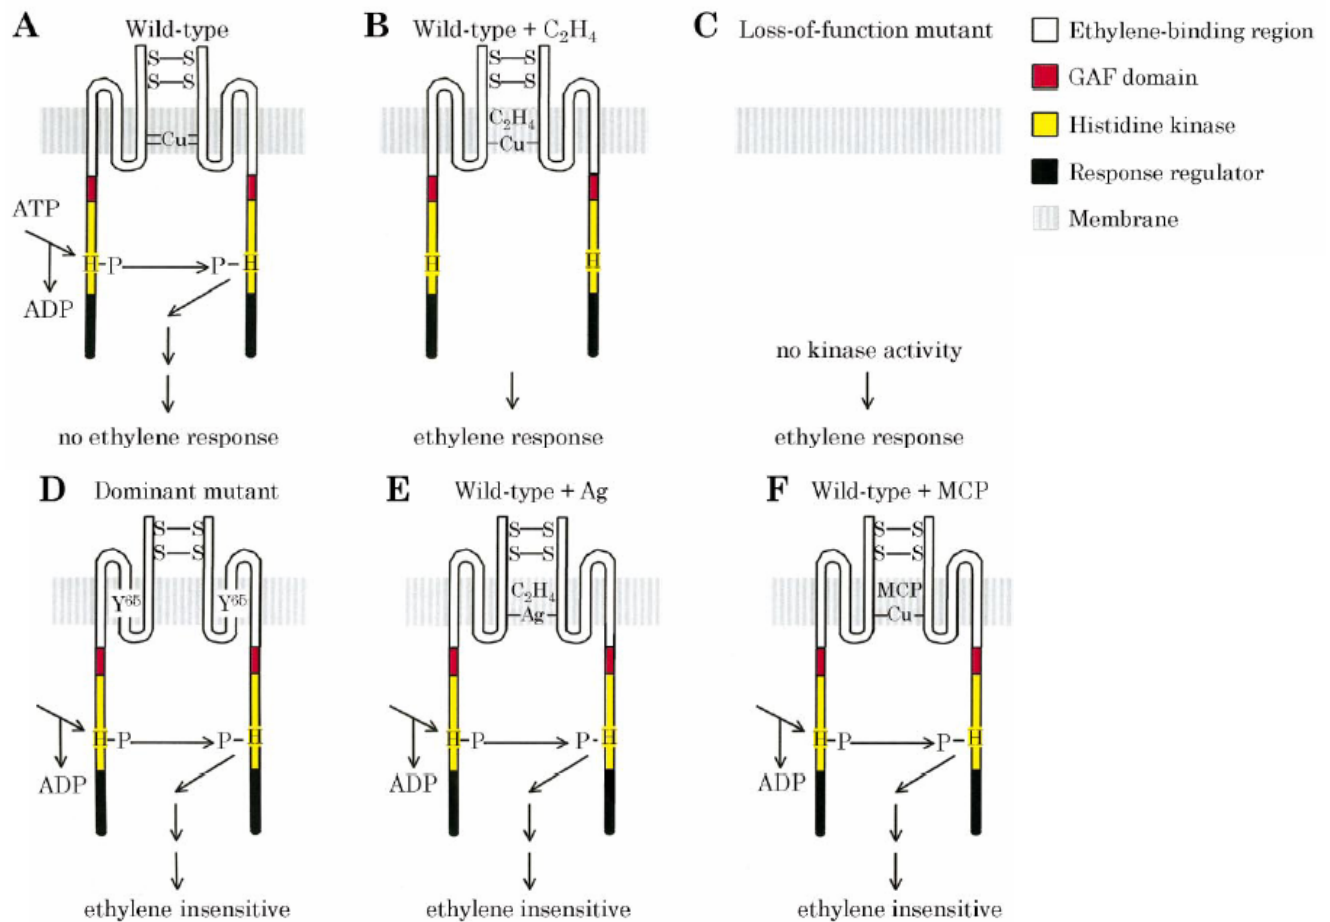 A Wild-type
S—S
S—S
=Cu=
ATP
H-P P-H
ADP
no ethylene response
B Wild-type + C₂H₄
S—S
S—S
C₂H₄
-Cu-
H H
ethylene response
C Loss-of-function mutant
no kinase activity
ethylene response
Ethylene-binding region
GAF domain
Histidine kinase
Response regulator
Membrane
D Dominant mutant
S—S
S—S
Y⁶⁵ Y⁶⁵
H-P P-H
ADP
ethylene insensitive
E Wild-type + Ag
S—S
S—S
C₂H₄
-Ag-
H-P P-H
ADP
ethylene insensitive
F Wild-type + MCP
S—S
S—S
MCP
-Cu-
H-P P-H
ADP
ethylene insensitive